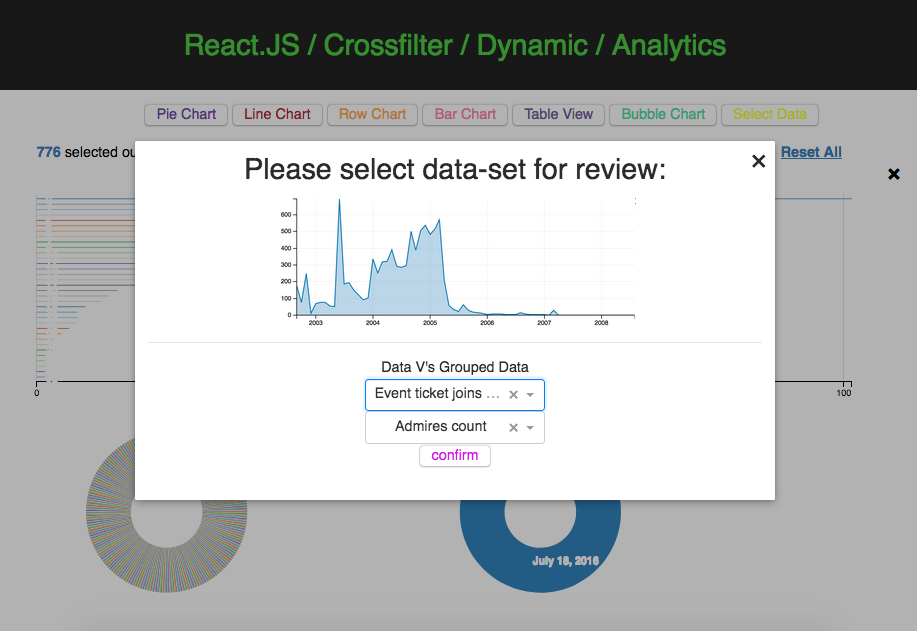 React.JS / Crossfilter / Dynamic / Analytics
Pie Chart Line Chart Row Chart Bar Chart Table View Bubble Chart Select Data
776 selected ou
Reset All
Please select data-set for review:
600
500
400
300
200
100
0
2003 2004 2005 2006 2007 2008
Data V's Grouped Data
Event ticket joins ...
Admires count
confirm
0 100
July 18, 2016